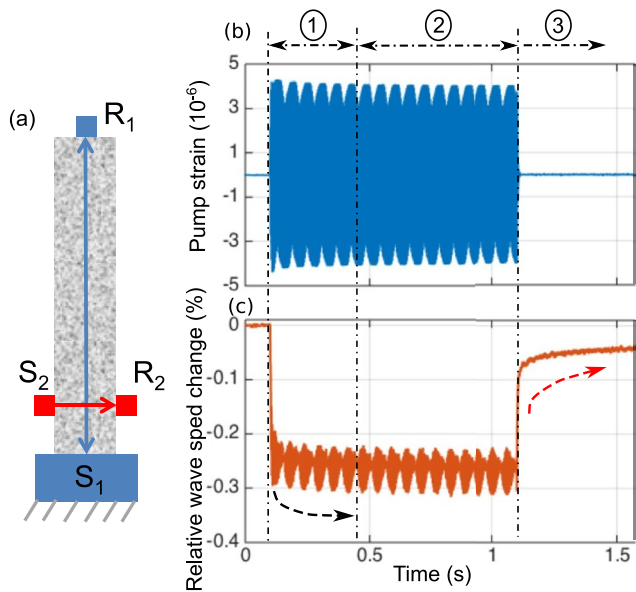 (a)
R1
S2
R2
S1
(b)
1 2 3
Pump strain (10-6)
5
3
1
-1
-3
-5
(c)
Relative wave sped change (%)
0
-0.1
-0.2
-0.3
-0.4
0 0.5 1 1.5
Time (s)